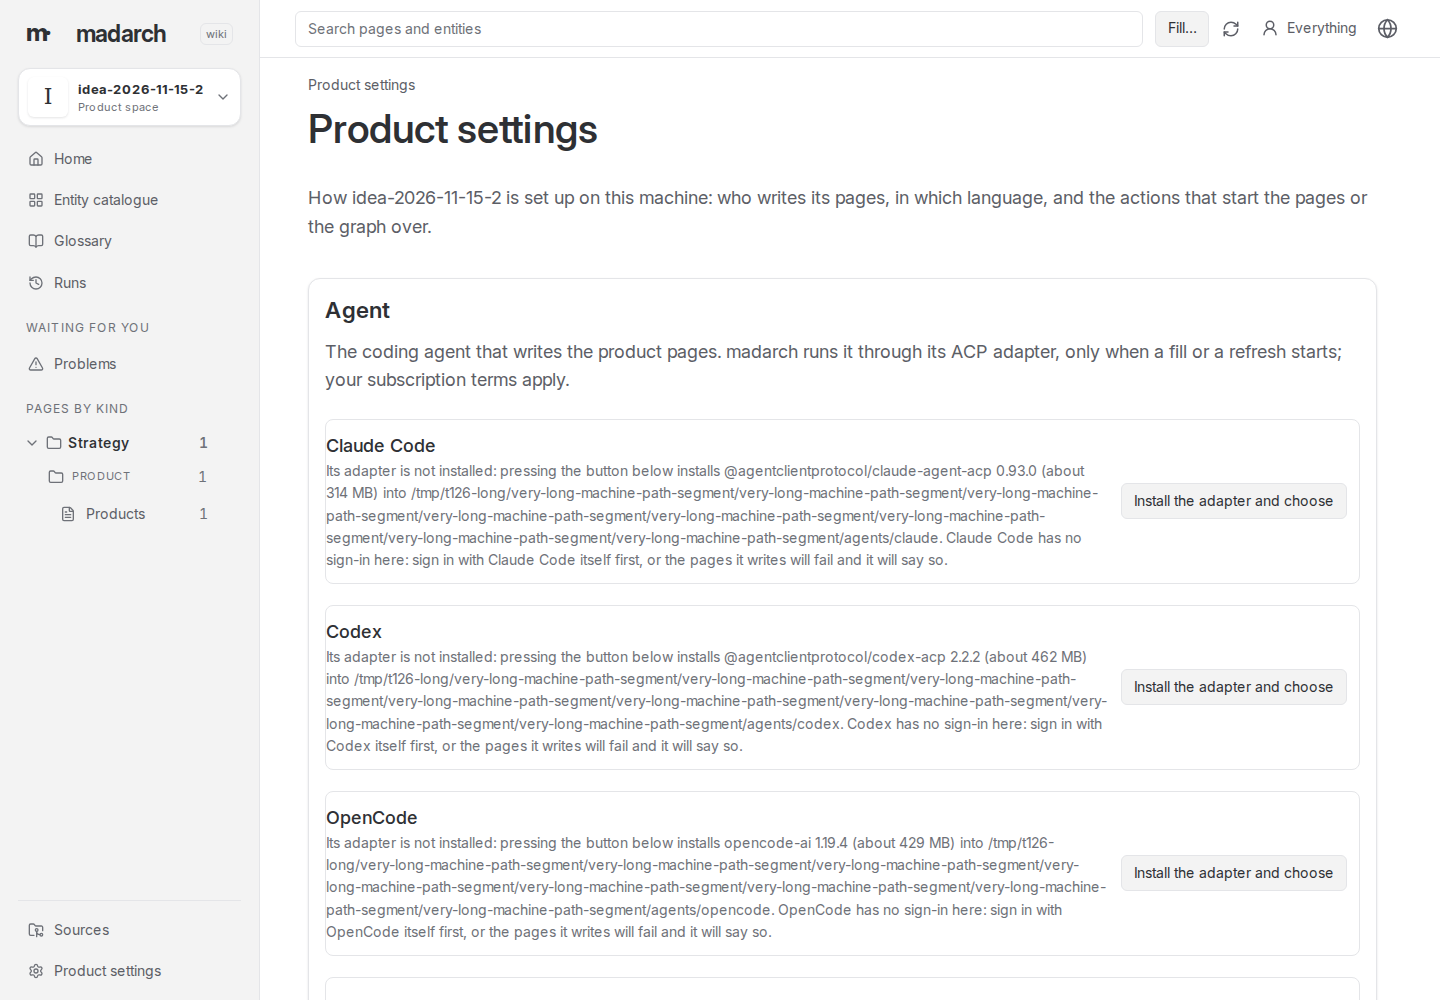 m madarch wiki
I
idea-2026-11-15-2
Product space
Home
Entity catalogue
Glossary
Runs
WAITING FOR YOU
Problems
PAGES BY KIND
Strategy 1
PRODUCT 1
Products 1
Sources
Product settings
Search pages and entities
Fill...
Everything
Product settings
Product settings
How idea-2026-11-15-2 is set up on this machine: who writes its pages, in which language, and the actions that start the pages or
the graph over.
Agent
The coding agent that writes the product pages. madarch runs it through its ACP adapter, only when a fill or a refresh starts;
your subscription terms apply.
Claude Code
Its adapter is not installed: pressing the button below installs @agentclientprotocol/claude-agent-acp 0.93.0 (about
314 MB) into /tmp/t126-long/very-long-machine-path-segment/very-long-machine-path-segment/very-long-machine-
path-segment/very-long-machine-path-segment/very-long-machine-path-segment/very-long-machine-path-
segment/very-long-machine-path-segment/very-long-machine-path-segment/agents/claude. Claude Code has no
sign-in here: sign in with Claude Code itself first, or the pages it writes will fail and it will say so.
Install the adapter and choose
Codex
Its adapter is not installed: pressing the button below installs @agentclientprotocol/codex-acp 2.2.2 (about 462 MB)
into /tmp/t126-long/very-long-machine-path-segment/very-long-machine-path-segment/very-long-machine-path-
segment/very-long-machine-path-segment/very-long-machine-path-segment/very-long-machine-path-segment/very-
long-machine-path-segment/very-long-machine-path-segment/agents/codex. Codex has no sign-in here: sign in with
Codex itself first, or the pages it writes will fail and it will say so.
Install the adapter and choose
OpenCode
Its adapter is not installed: pressing the button below installs opencode-ai 1.19.4 (about 429 MB) into /tmp/t126-
long/very-long-machine-path-segment/very-long-machine-path-segment/very-long-machine-path-segment/very-
long-machine-path-segment/very-long-machine-path-segment/very-long-machine-path-segment/very-long-machine-
path-segment/very-long-machine-path-segment/agents/opencode. OpenCode has no sign-in here: sign in with
OpenCode itself first, or the pages it writes will fail and it will say so.
Install the adapter and choose